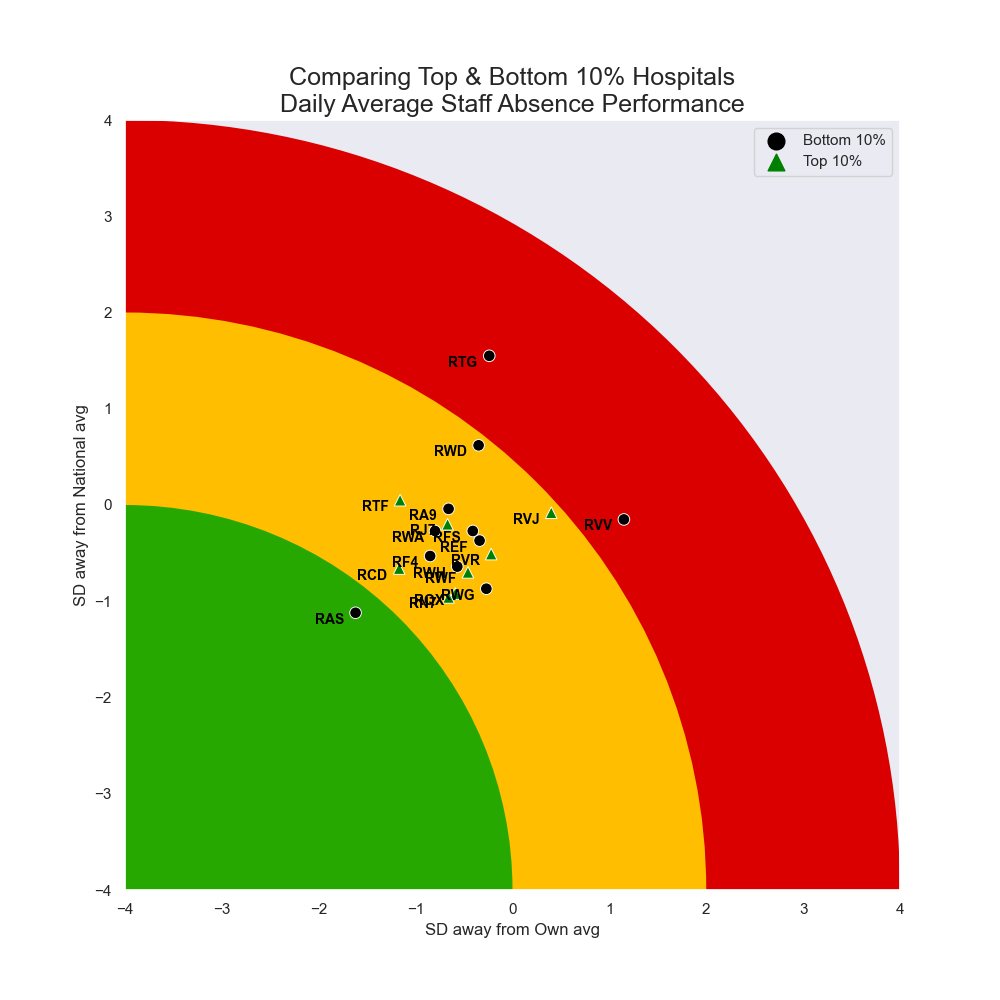 Comparing Top & Bottom 10% Hospitals
Daily Average Staff Absence Performance
Bottom 10%
Top 10%
4
3
2
1
0
−1
−2
−3
−4
SD away from National avg
RTG
RWD
RTF
RA9
RVJ
RVV
RJ7
RWA
RFS
REF
RF4
RVR
RCD
RWH
RWF
RWG
RAS
−4
−3
−2
−1
0
1
2
3
4
SD away from Own avg